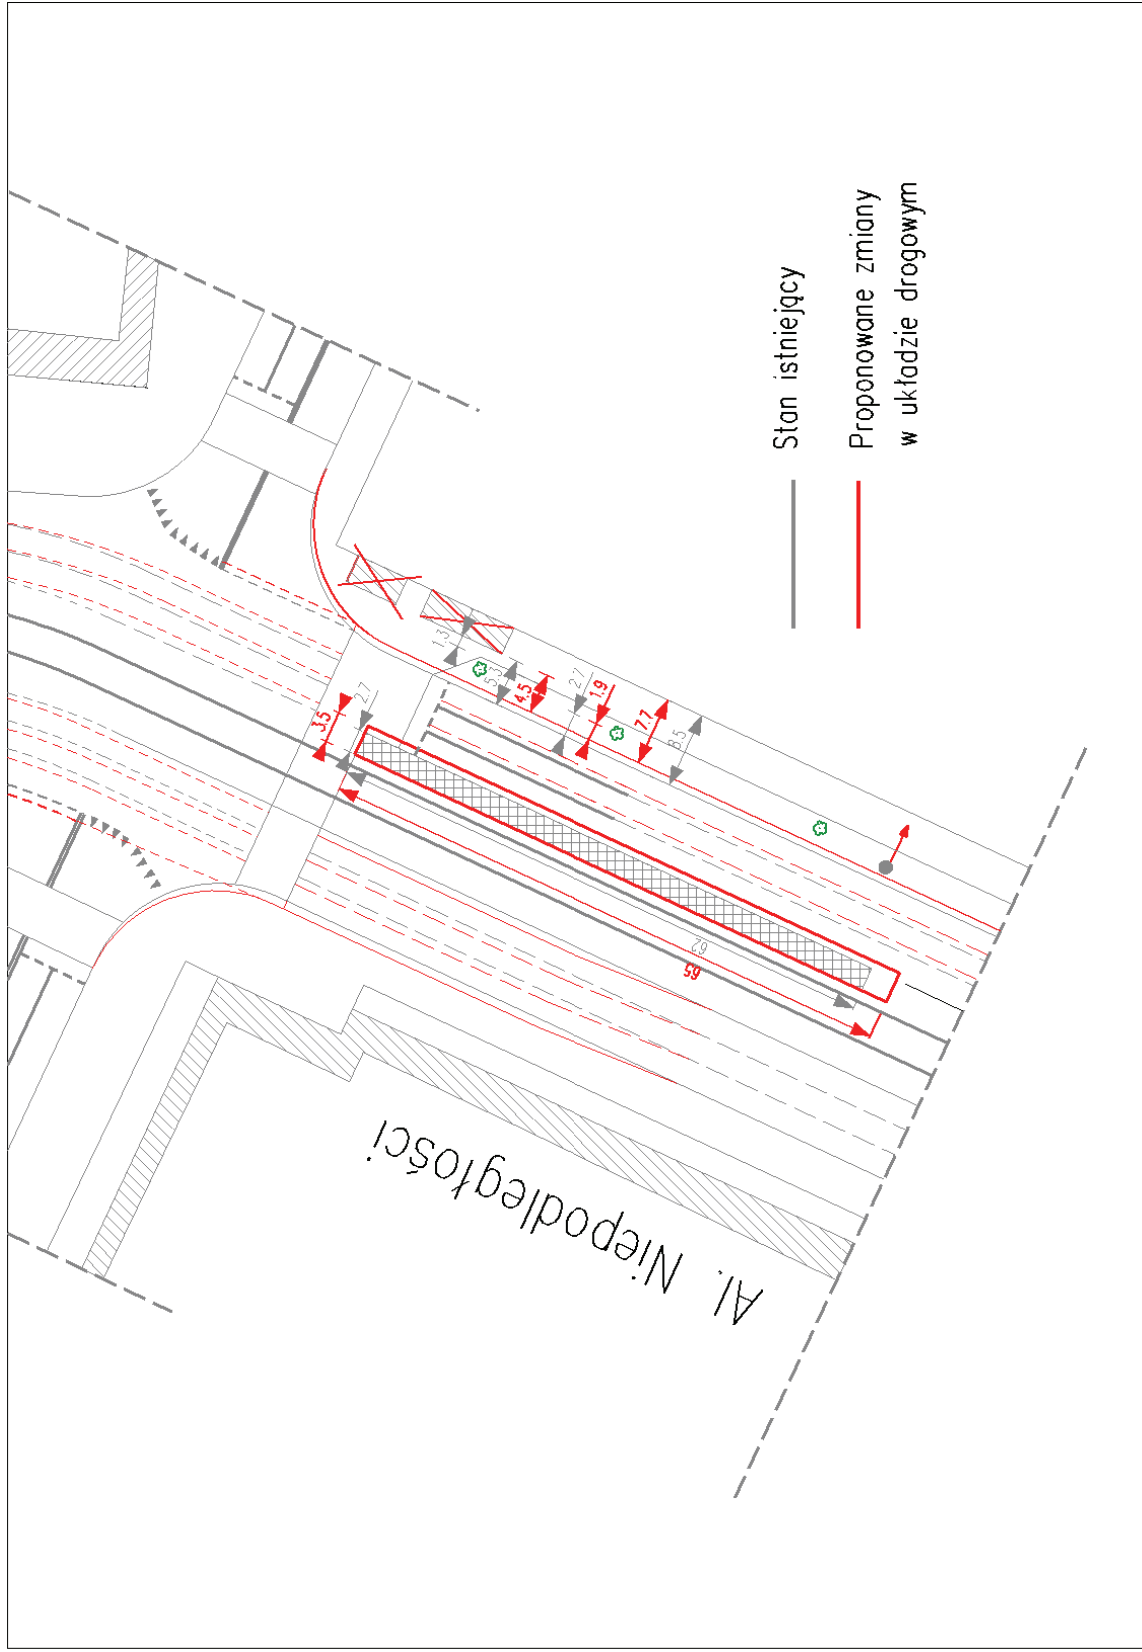 Stan istniejący
Proponowane zmiany
w układzie drogowym
Al. Niepodległości
3.5
2.7
1.3
5.3
4.5
2.7
1.9
7.7
8.5
62
65